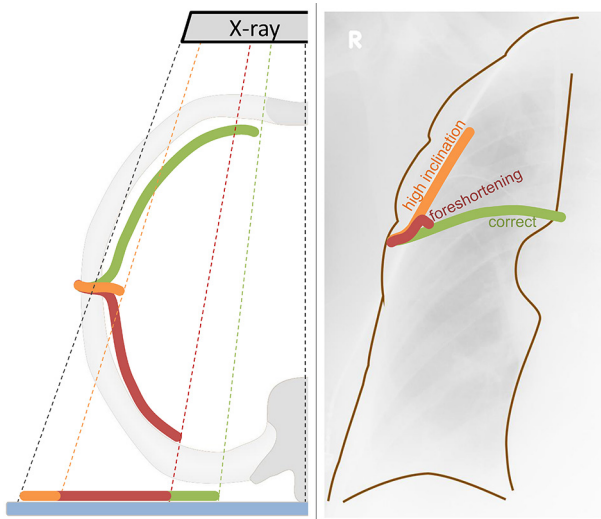 X-ray
R
high inclination
foreshortening
correct